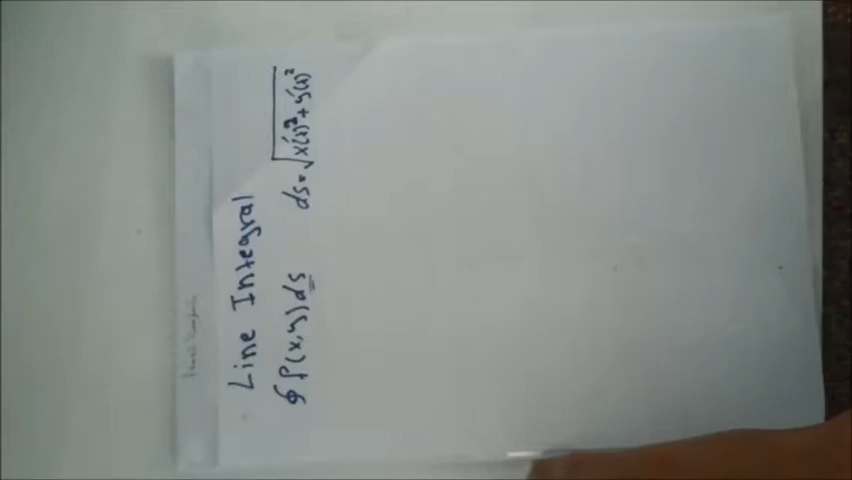 Line Integral
∮ f(x,y) ds ds = √x'(t)² + y'(t)²